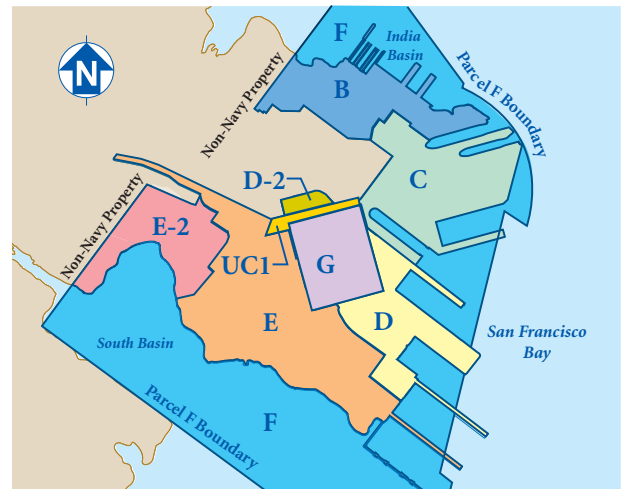 F
India
Basin
Parcel F Boundary
N
B
Non-Navy Property
D-2
C
Non-Navy Property
E-2
UC1
G
E
D
South Basin
San Francisco
Bay
Parcel F Boundary
F